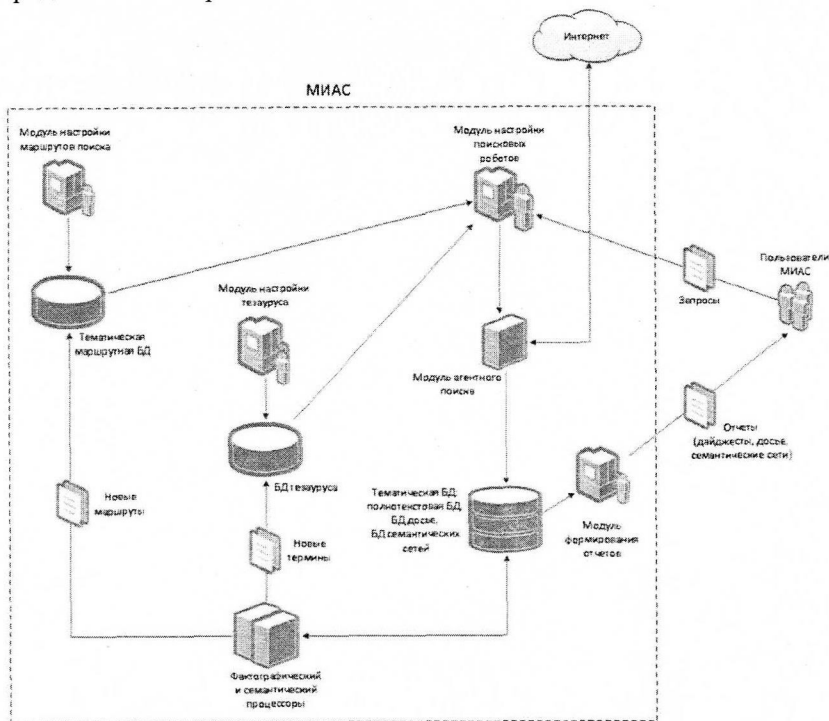 Интернет
МИАС
Модуль настройки
маршрутов поиска
Модуль настройки
поисковых
роботов
Пользователи
МИАС
Запросы
Модуль настройки
тезауруса
Тематическая
маршрутная БД
Модуль агентного
поиска
Отчеты
(дайджесты, досье,
семантические сети)
БД тезауруса
Новые
маршруты
Тематическая БД,
полнотекстовая БД,
БД досье,
БД семантических
сетей
Новые
термины
Модуль
формирования
отчетов
Фактографический
и семантический
процессоры